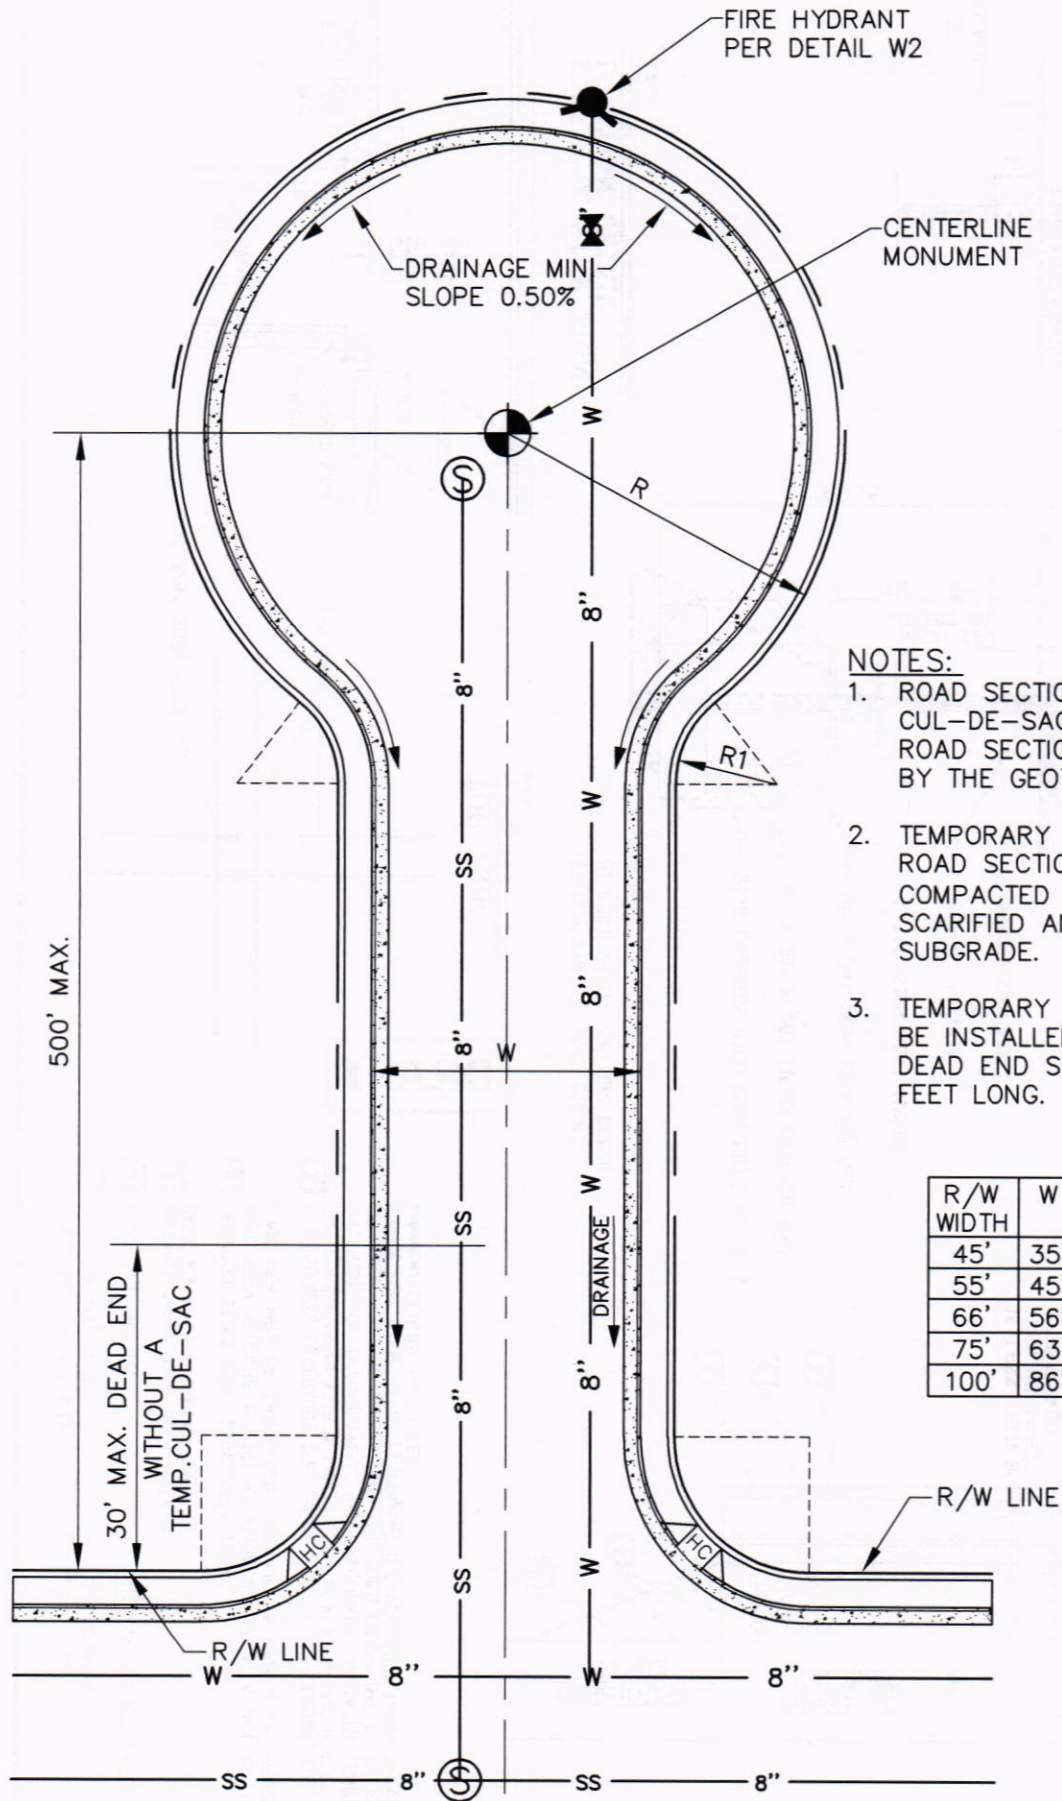 FIRE HYDRANT
PER DETAIL W2
CENTERLINE
MONUMENT
DRAINAGE MINI
SLOPE 0.50%
8"
W
R
S
8"
8"
W
R1
SS
8"
8"
W
W
500' MAX.
SS
W
DRAINAGE
30' MAX. DEAD END
WITHOUT A
TEMP.CUL-DE-SAC
8"
8"
SS
W
HC
HC
R/W LINE
R/W LINE
W
8"
W
8"
SS
8"
S
SS
8"
NOTES:
1. ROAD SECTIO
CUL-DE-SAC
ROAD SECTIO
BY THE GEOT
2. TEMPORARY
ROAD SECTIO
COMPACTED
SCARIFIED A
SUBGRADE.
3. TEMPORARY
BE INSTALLE
DEAD END S
FEET LONG.
R/W WIDTH W
45' 35
55' 45
66' 56
75' 63
100' 86'